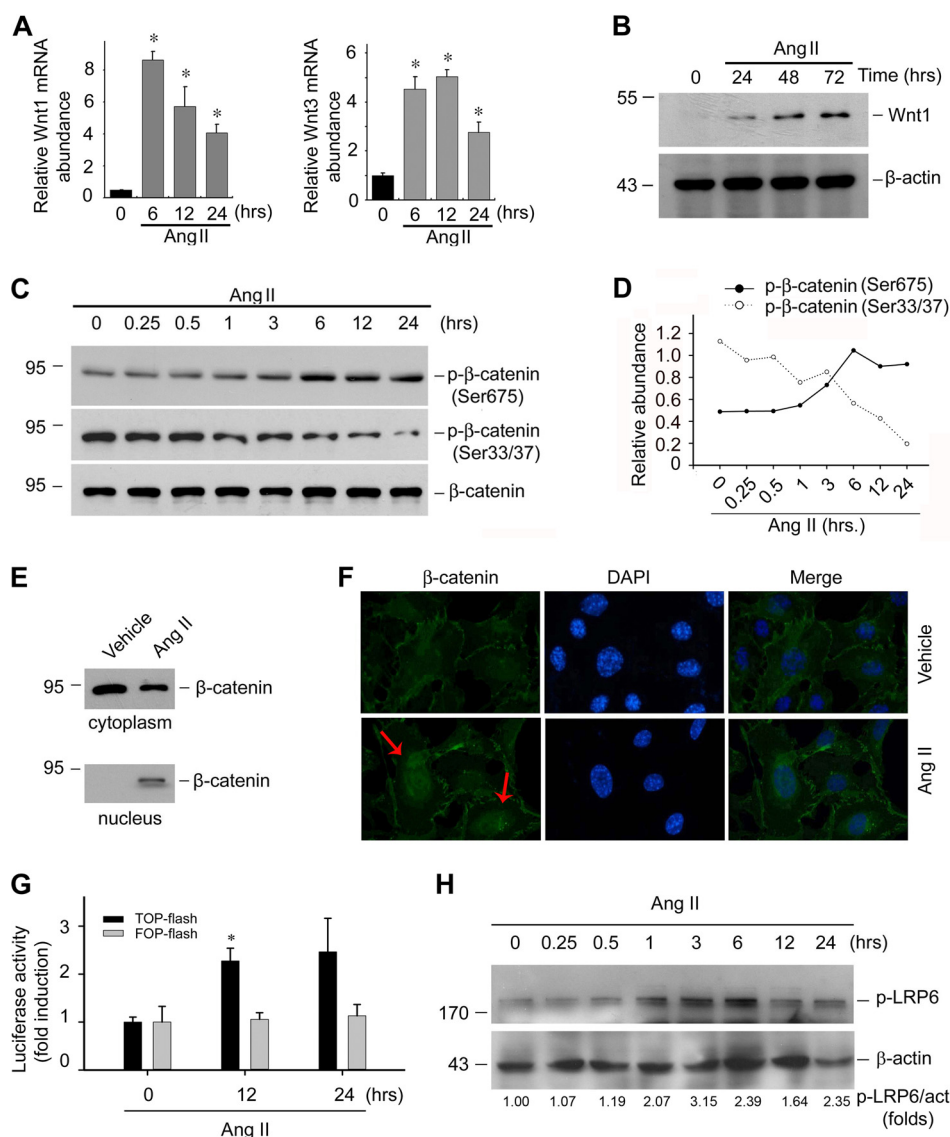 A
Relative Wnt1 mRNA
abundance
8
6
4
2
0
*
*
*
0 6 12 24 (hrs)
Ang II
Relative Wnt3 mRNA
abundance
6
4
2
0
*
*
*
0 6 12 24 (hrs)
Ang II
B
Ang II
0 24 48 72 Time (hrs)
55
Wnt1
43
β-actin
C
Ang II
0 0.25 0.5 1 3 6 12 24 (hrs)
95
p-β-catenin
(Ser675)
95
p-β-catenin
(Ser33/37)
95
β-catenin
D
p-β-catenin (Ser675)
p-β-catenin (Ser33/37)
Relative abundance
1.2
1.0
0.8
0.6
0.4
0.2
0
0 0.25 0.5 1 3 6 12 24
Ang II (hrs.)
E
Vehicle Ang II
95
β-catenin
cytoplasm
95
β-catenin
nucleus
F
β-catenin DAPI Merge
Vehicle
Ang II
G
Luciferase activity
(fold induction)
TOP-flash
FOP-flash
3
2
1
0
*
0 12 24 (hrs)
Ang II
H
Ang II
0 0.25 0.5 1 3 6 12 24 (hrs)
p-LRP6
170
β-actin
43
1.00 1.07 1.19 2.07 3.15 2.39 1.64 2.35 p-LRP6/act
(folds)